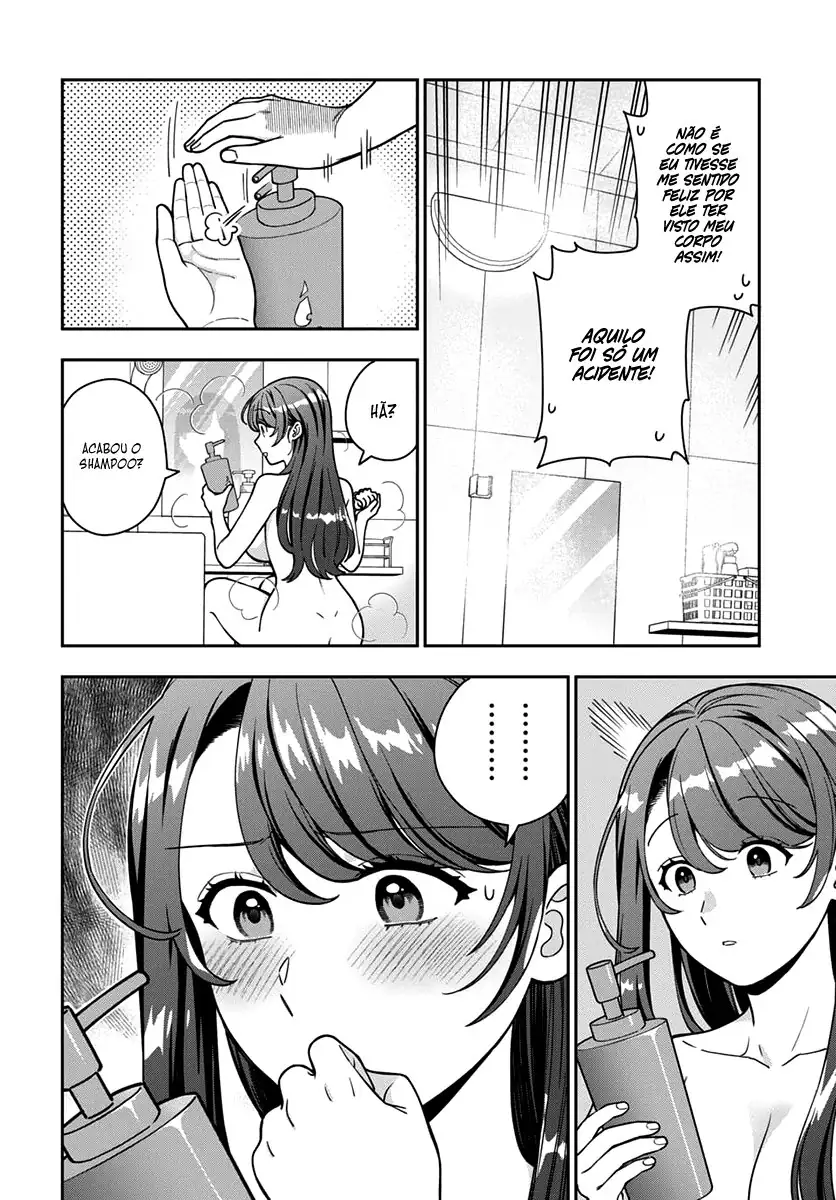 NÃO É
COMO SE
EU TIVESSE
ME SENTIDO
FELIZ POR
ELE TER
VISTO MEU
CORPO
ASSIM!
AQUILO
FOI SÓ UM
ACIDENTE!
HÃ?
ACABOU O
SHAMPOO?